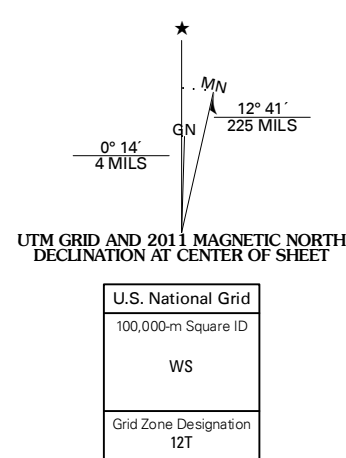 ★
MN
12° 41´
225 MILS
GN
0° 14´
4 MILS
UTM GRID AND 2011 MAGNETIC NORTH
DECLINATION AT CENTER OF SHEET
U.S. National Grid
100,000-m Square ID
WS
Grid Zone Designation
12T